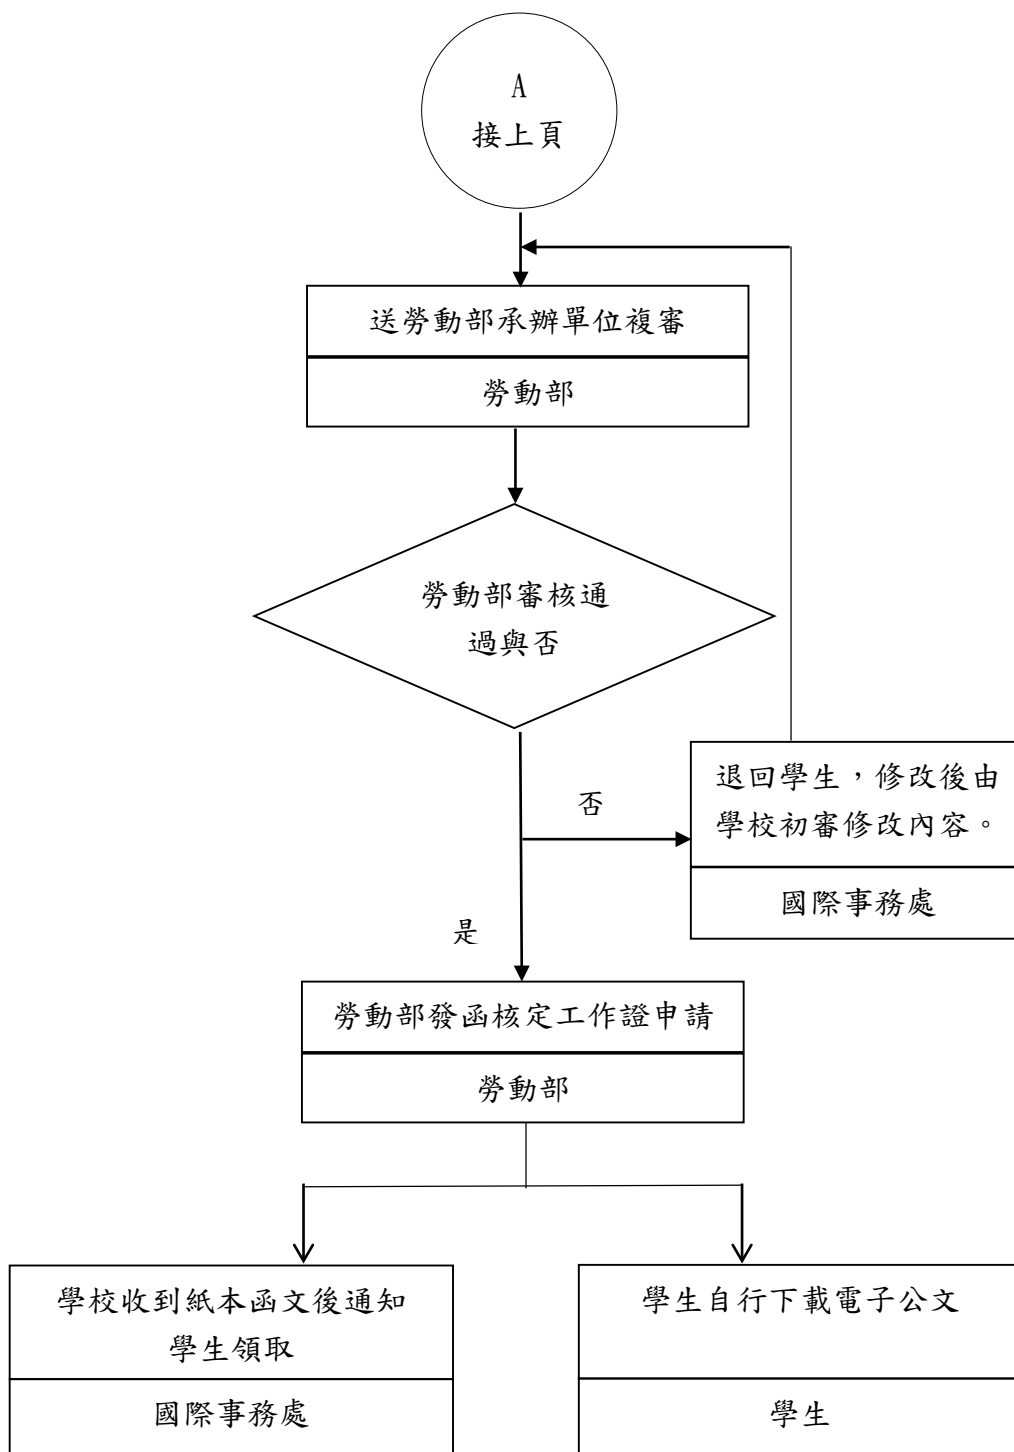 A
接上頁
送勞動部承辦單位複審
勞動部
勞動部審核通
過與否
否
退回學生，修改後由
學校初審修改內容。
國際事務處
是
勞動部發函核定工作證申請
勞動部
學校收到紙本函文後通知
學生領取
國際事務處
學生自行下載電子公文
學生